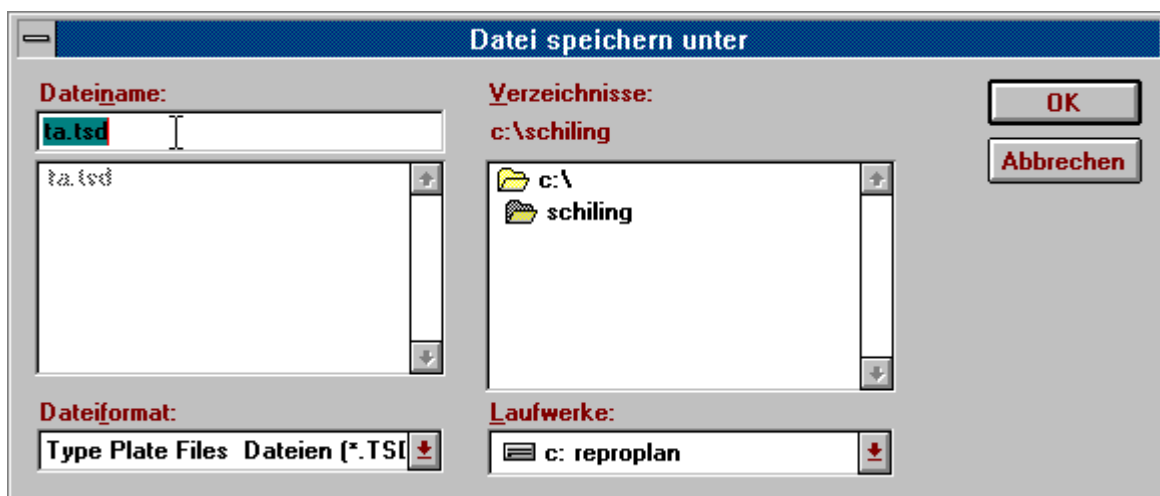 Datei speichern unter
Dateiname:
ta.tsd
ta.tsd
Dateiformat:
Type Plate Files Dateien (*.TSD
Verzeichnisse:
c:\schiling
c:\
schiling
Laufwerke:
c: reproplan
OK
Abbrechen